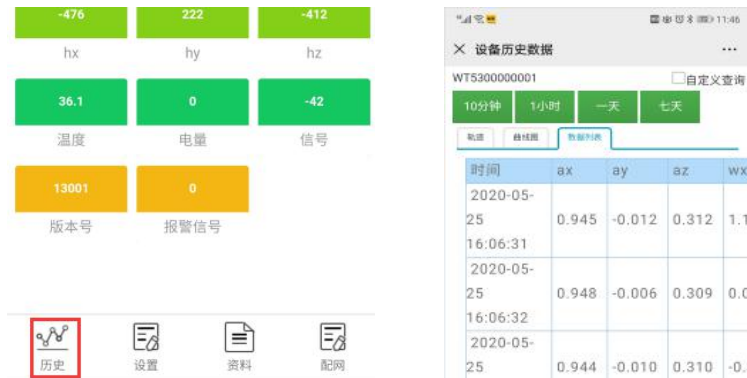 -476 222 -412
hx hy hz
36.1 0 -42
温度 电量 信号
13001 0
版本号 报警信号
历史 设置 资料 配网
11:46
设备历史数据
WT5300000001 自定义查询
10分钟 1小时 一天 七天
轨迹 曲线图 数据列表
时间 ax ay az wx
2020-05-
25 0.945 -0.012 0.312 1.1
16:06:31
2020-05-
25 0.948 -0.006 0.309 0.0
16:06:32
2020-05-
25 0.944 -0.010 0.310 -0.